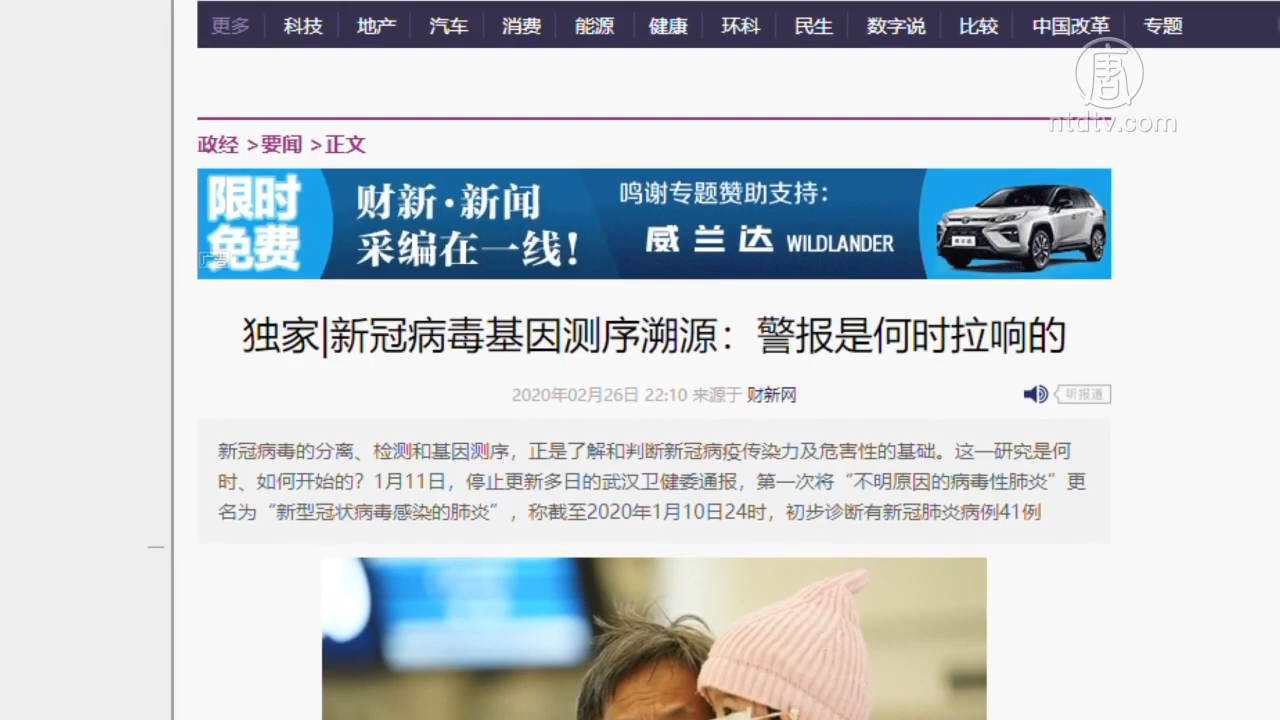 更多 科技 地产 汽车 消费 能源 健康 环科 民生 数字说 比较 中国改革 专题
唐
ntdtv.com
政经 >要闻 >正文
限时
免费
广告
财新·新闻
采编在一线！
鸣谢专题赞助支持：
威兰达 WILDLANDER
独家|新冠病毒基因测序溯源：警报是何时拉响的
2020年02月26日 22:10 来源于 财新网
听报道
新冠病毒的分离、检测和基因测序，正是了解和判断新冠病疫传染力及危害性的基础。这一研究是何
时、如何开始的？1月11日，停止更新多日的武汉卫健委通报，第一次将“不明原因的病毒性肺炎”更
名为“新型冠状病毒感染的肺炎”，称截至2020年1月10日24时，初步诊断有新冠肺炎病例41例